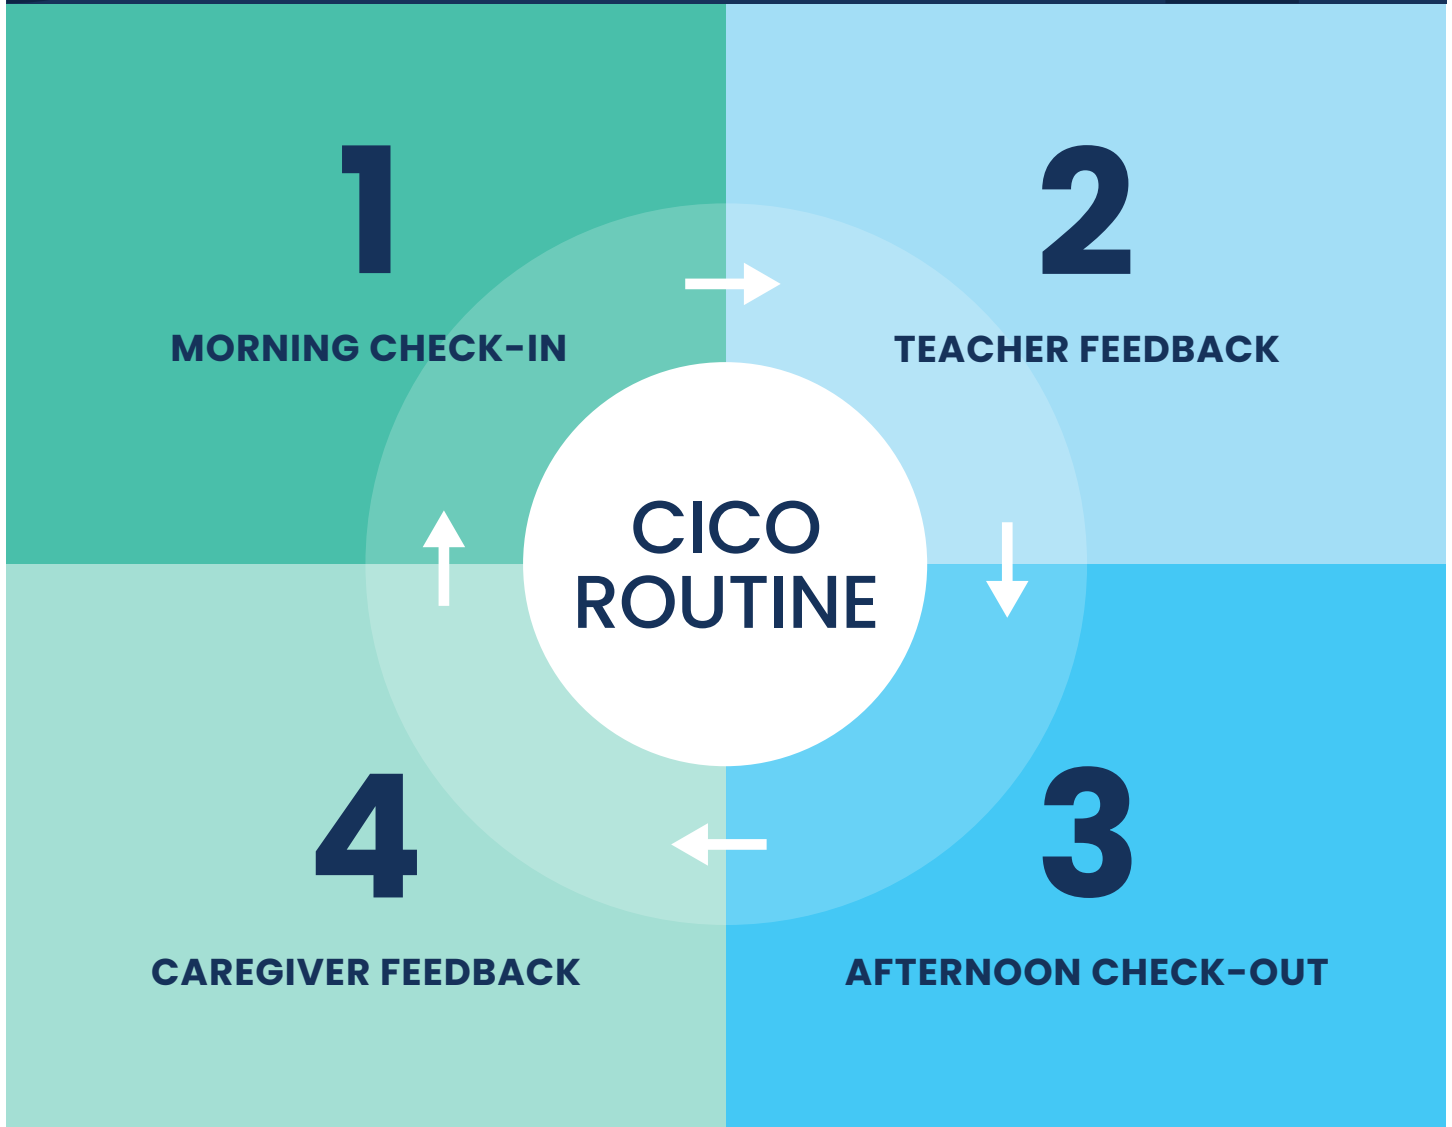 1
MORNING CHECK-IN
2
TEACHER FEEDBACK
CICO
ROUTINE
3
AFTERNOON CHECK-OUT
4
CAREGIVER FEEDBACK